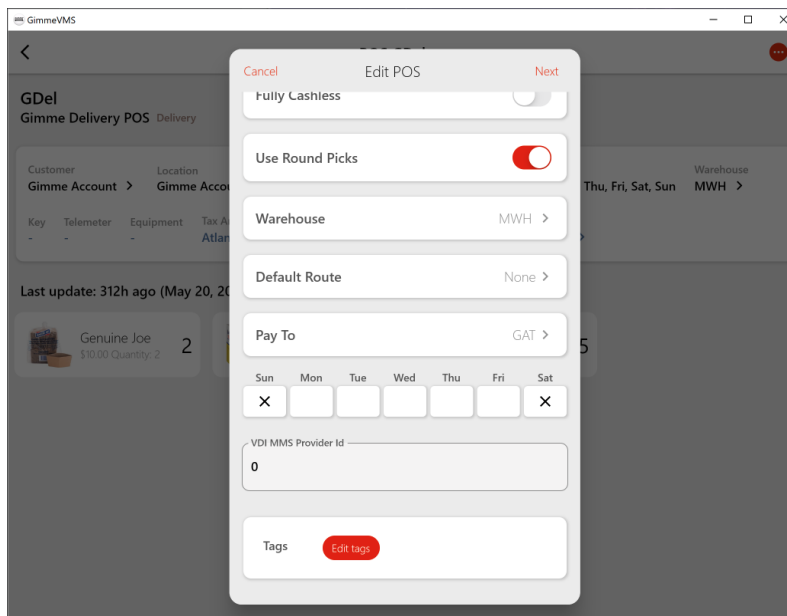 GimmeVMS
Cancel
Edit POS
Next
GDel
Gimme Delivery POS Delivery
Fully Cashless
Use Round Picks
Customer
Gimme Account >
Location
Gimme Accou
Thu, Fri, Sat, Sun
Warehouse
MWH >
Key
-
Telemeter
-
Equipment
-
Tax A
Atlan
Warehouse
MWH >
Default Route
None >
Last update: 312h ago (May 20, 20
Genuine Joe
$10.00 Quantity: 2
2
5
Pay To
GAT >
Sun Mon Tue Wed Thu Fri Sat
VDI MMS Provider Id
0
Tags
Edit tags